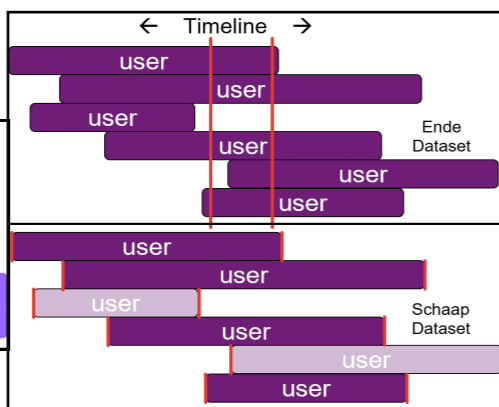 ← Timeline →
user
user
user
user
Ende
Dataset
user
user
user
user
user
Schaap
Dataset
user
user
user